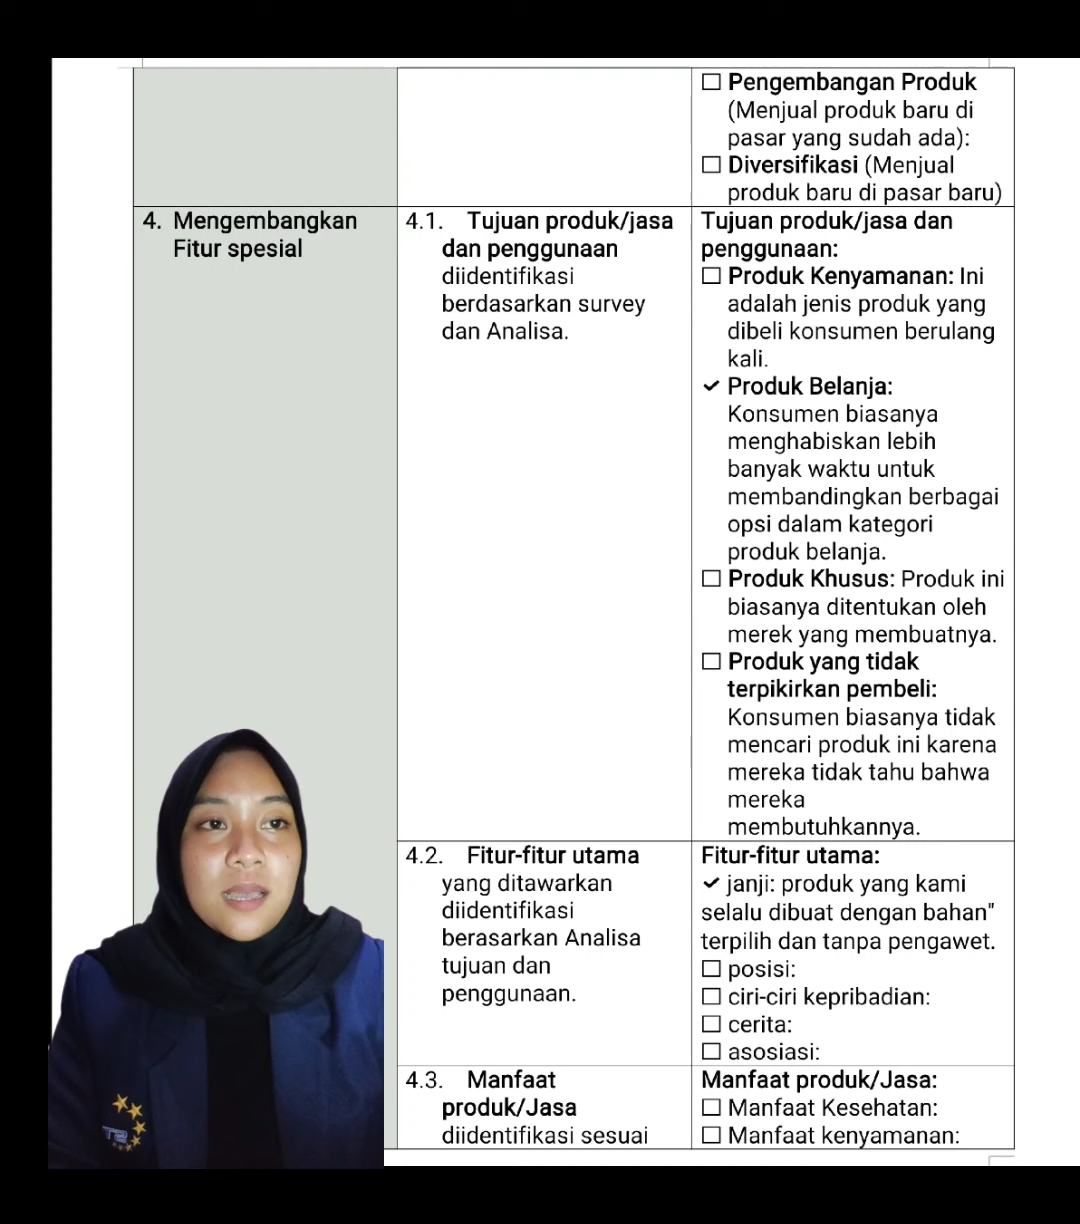 ☐ Pengembangan Produk
(Menjual produk baru di
pasar yang sudah ada):
☐ Diversifikasi (Menjual
produk baru di pasar baru)
4. Mengembangkan
Fitur spesial
4.1. Tujuan produk/jasa
dan penggunaan
diidentifikasi
berdasarkan survey
dan Analisa.
Tujuan produk/jasa dan
penggunaan:
☐ Produk Kenyamanan: Ini
adalah jenis produk yang
dibeli konsumen berulang
kali.
✓ Produk Belanja:
Konsumen biasanya
menghabiskan lebih
banyak waktu untuk
membandingkan berbagai
opsi dalam kategori
produk belanja.
☐ Produk Khusus: Produk ini
biasanya ditentukan oleh
merek yang membuatnya.
☐ Produk yang tidak
terpikirkan pembeli:
Konsumen biasanya tidak
mencari produk ini karena
mereka tidak tahu bahwa
mereka
membutuhkannya.
4.2. Fitur-fitur utama
yang ditawarkan
diidentifikasi
berasarkan Analisa
tujuan dan
penggunaan.
Fitur-fitur utama:
✓ janji: produk yang kami
selalu dibuat dengan bahan"
terpilih dan tanpa pengawet.
☐ posisi:
☐ ciri-ciri kepribadian:
☐ cerita:
☐ asosiasi:
4.3. Manfaat
produk/Jasa
diidentifikasi sesuai
Manfaat produk/Jasa:
☐ Manfaat Kesehatan:
☐ Manfaat kenyamanan: